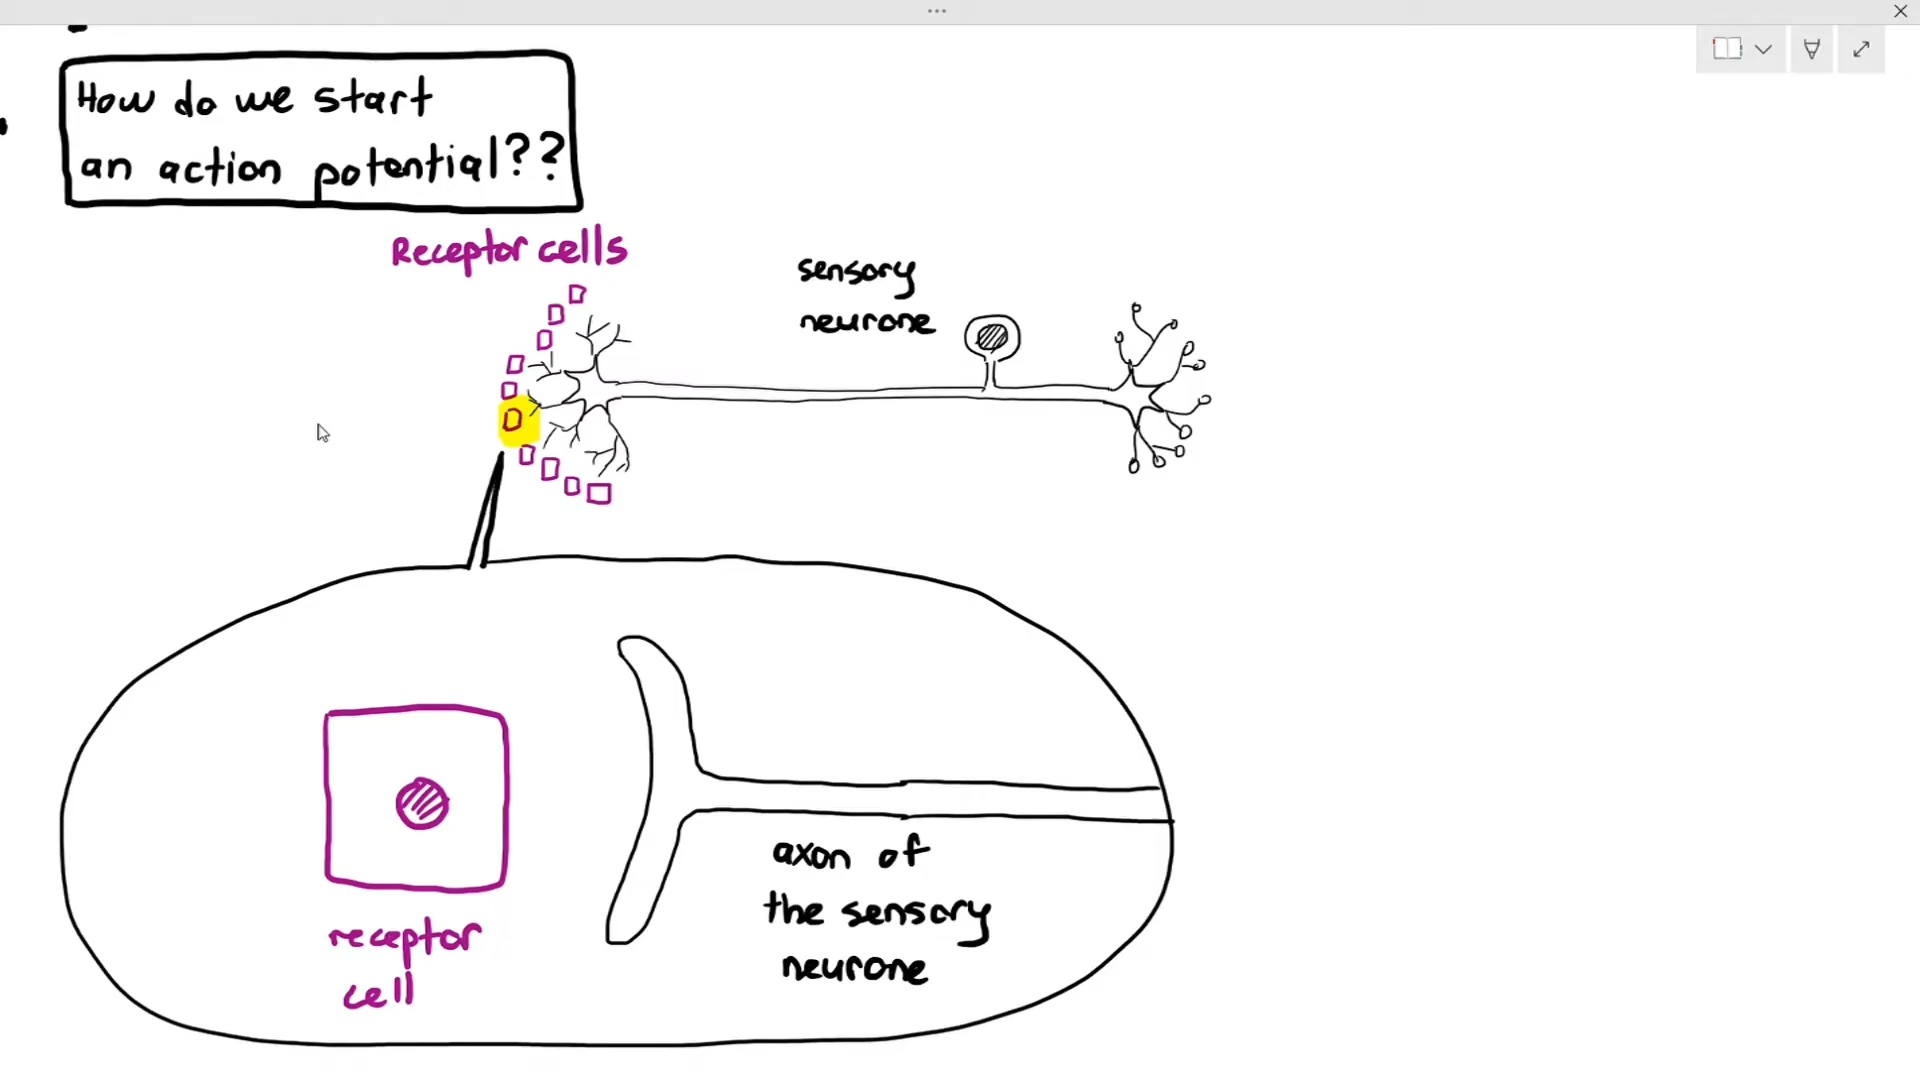 How do we start
an action potential??
Receptor cells
sensory
neurone
receptor
cell
axon of
the sensory
neurone